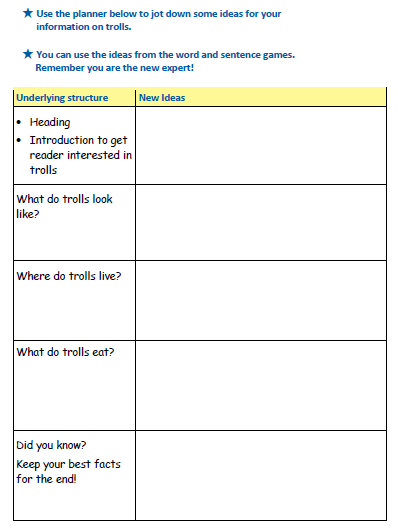 ★ Use the planner below to jot down some ideas for your
information on trolls.
★ You can use the ideas from the word and sentence games.
Remember you are the new expert!
Underlying structure
New Ideas
• Heading
• Introduction to get
reader interested in
trolls
What do trolls look
like?
Where do trolls live?
What do trolls eat?
Did you know?
Keep your best facts
for the end!